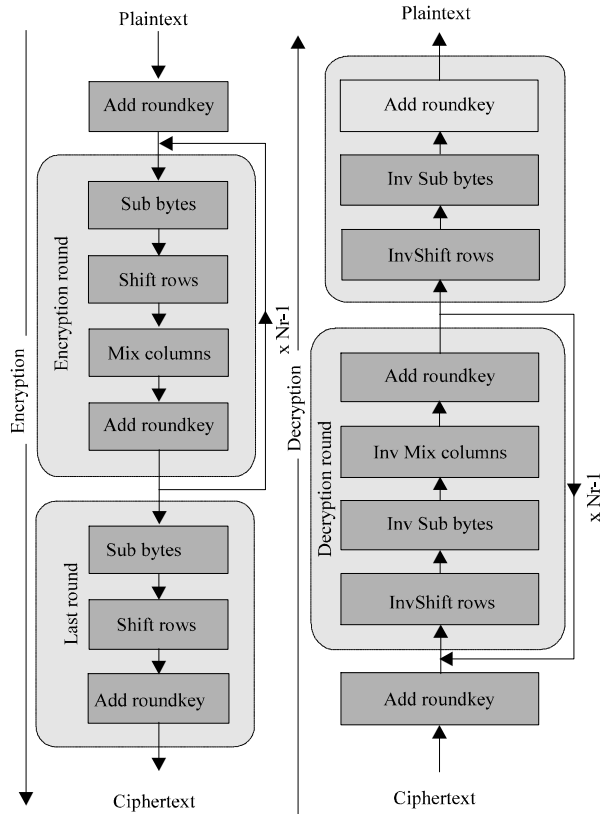 Plaintext
Add roundkey
Sub bytes
Shift rows
Mix columns
Add roundkey
Encryption round
x Nr-1
Sub bytes
Shift rows
Add roundkey
Last round
Ciphertext
Encryption
Plaintext
Add roundkey
Inv Sub bytes
InvShift rows
Add roundkey
Inv Mix columns
Inv Sub bytes
InvShift rows
Decryption round
x Nr-1
Add roundkey
Ciphertext
Decryption